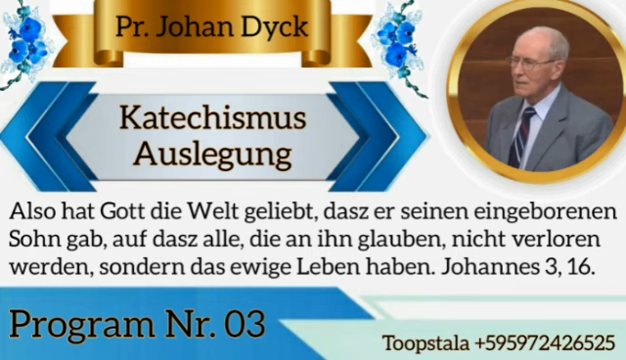 Pr. Johan Dyck
Katechismus
Auslegung
Also hat Gott die Welt geliebt, dasz er seinen eingeborenen
Sohn gab, auf dasz alle, die an ihn glauben, nicht verloren
werden, sondern das ewige Leben haben. Johannes 3, 16.
Program Nr. 03
Toopstala +595972426525